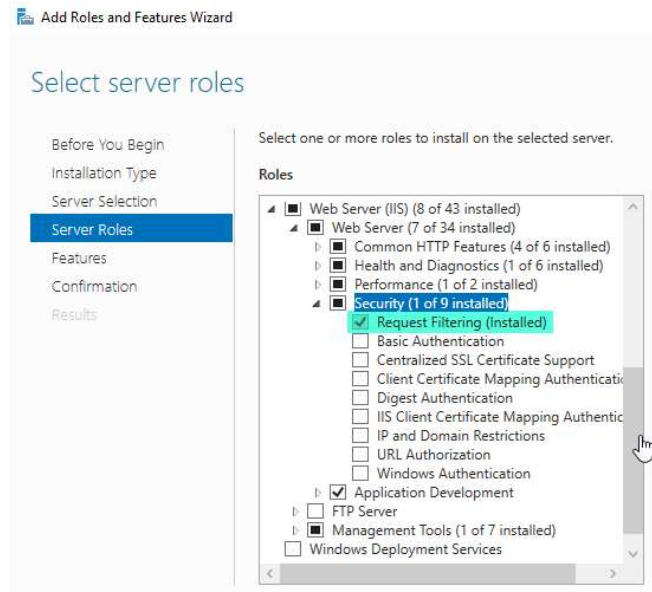 Add Roles and Features Wizard
Select server roles
Before You Begin
Installation Type
Server Selection
Server Roles
Features
Confirmation
Results
Select one or more roles to install on the selected server.
Roles
Web Server (IIS) (8 of 43 installed)
Web Server (7 of 34 installed)
Common HTTP Features (4 of 6 installed)
Health and Diagnostics (1 of 6 installed)
Performance (1 of 2 installed)
Security (1 of 9 installed)
Request Filtering (Installed)
Basic Authentication
Centralized SSL Certificate Support
Client Certificate Mapping Authenticatic
Digest Authentication
IIS Client Certificate Mapping Authentic
IP and Domain Restrictions
URL Authorization
Windows Authentication
Application Development
FTP Server
Management Tools (1 of 7 installed)
Windows Deployment Services